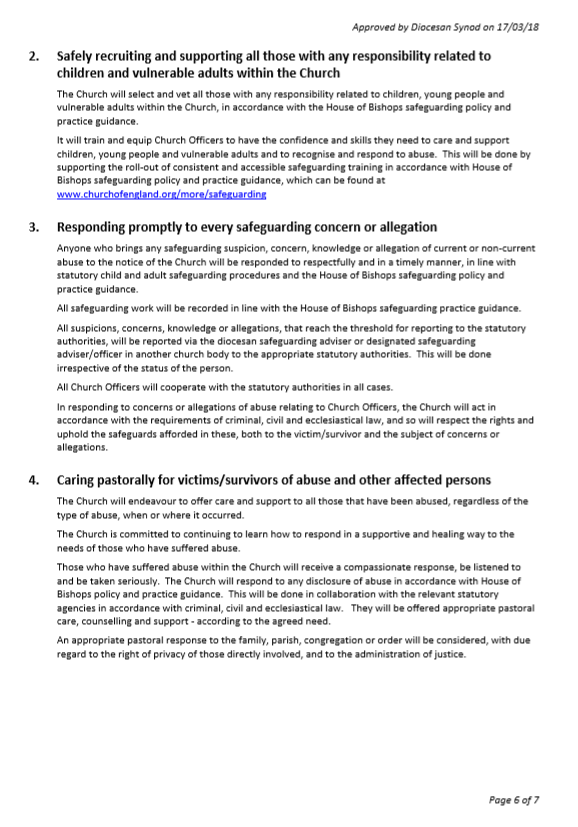 Approved by Diocesan Synod on 17/03/18
2. Safely recruiting and supporting all those with any responsibility related to
children and vulnerable adults within the Church
The Church will select and vet all those with any responsibility related to children, young people and
vulnerable adults within the Church, in accordance with the House of Bishops safeguarding policy and
practice guidance.
It will train and equip Church Officers to have the confidence and skills they need to care and support
children, young people and vulnerable adults and to recognise and respond to abuse. This will be done by
supporting the roll-out of consistent and accessible safeguarding training in accordance with House of
Bishops safeguarding policy and practice guidance, which can be found at
www.churchofengland.org/more/safeguarding
3. Responding promptly to every safeguarding concern or allegation
Anyone who brings any safeguarding suspicion, concern, knowledge or allegation of current or non-current
abuse to the notice of the Church will be responded to respectfully and in a timely manner, in line with
statutory child and adult safeguarding procedures and the House of Bishops safeguarding policy and
practice guidance.
All safeguarding work will be recorded in line with the House of Bishops safeguarding practice guidance.
All suspicions, concerns, knowledge or allegations, that reach the threshold for reporting to the statutory
authorities, will be reported via the diocesan safeguarding adviser or designated safeguarding
adviser/officer in another church body to the appropriate statutory authorities. This will be done
irrespective of the status of the person.
All Church Officers will cooperate with the statutory authorities in all cases.
In responding to concerns or allegations of abuse relating to Church Officers, the Church will act in
accordance with the requirements of criminal, civil and ecclesiastical law, and so will respect the rights and
uphold the safeguards afforded in these, both to the victim/survivor and the subject of concerns or
allegations.
4. Caring pastorally for victims/survivors of abuse and other affected persons
The Church will endeavour to offer care and support to all those that have been abused, regardless of the
type of abuse, when or where it occurred.
The Church is committed to continuing to learn how to respond in a supportive and healing way to the
needs of those who have suffered abuse.
Those who have suffered abuse within the Church will receive a compassionate response, be listened to
and be taken seriously. The Church will respond to any disclosure of abuse in accordance with House of
Bishops policy and practice guidance. This will be done in collaboration with the relevant statutory
agencies in accordance with criminal, civil and ecclesiastical law. They will be offered appropriate pastoral
care, counselling and support - according to the agreed need.
An appropriate pastoral response to the family, parish, congregation or order will be considered, with due
regard to the right of privacy of those directly involved, and to the administration of justice.
Page 6 of 7